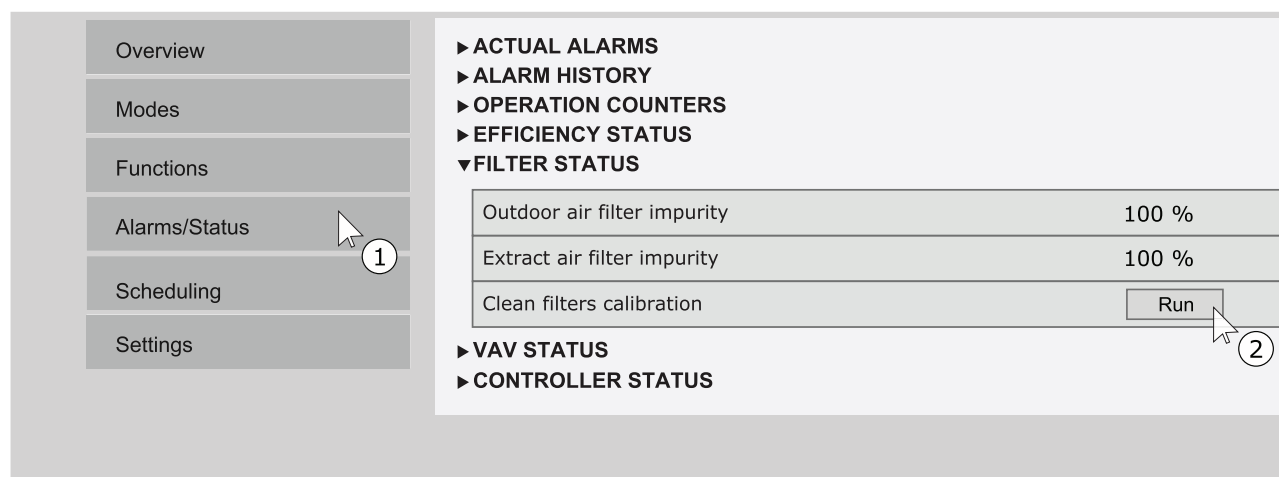 Overview
Modes
Functions
Alarms/Status
1
Scheduling
Settings
ACTUAL ALARMS
ALARM HISTORY
OPERATION COUNTERS
EFFICIENCY STATUS
FILTER STATUS
Outdoor air filter impurity 100 %
Extract air filter impurity 100 %
Clean filters calibration Run
2
VAV STATUS
CONTROLLER STATUS